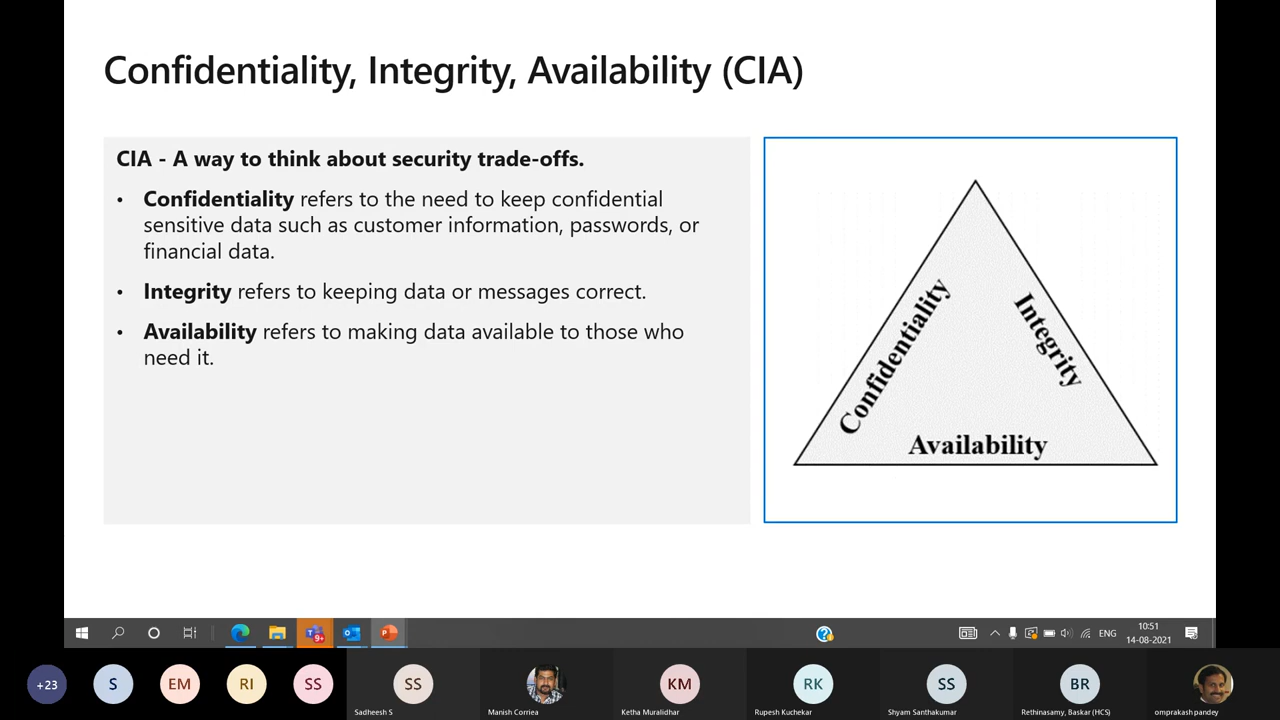 Confidentiality, Integrity, Availability (CIA)
CIA - A way to think about security trade-offs.
• Confidentiality refers to the need to keep confidential
sensitive data such as customer information, passwords, or
financial data.
• Integrity refers to keeping data or messages correct.
• Availability refers to making data available to those who
need it.
Confidentiality
Integrity
Availability
9+
ENG
10:51
14-08-2021
+23
S
EM
RI
SS
SS
KM
RK
SS
BR
Sadheesh S
Manish Corriea
Ketha Muralidhar
Rupesh Kuchekar
Shyam Santhakumar
Rethinasamy, Baskar (HCS)
omprakash pandey